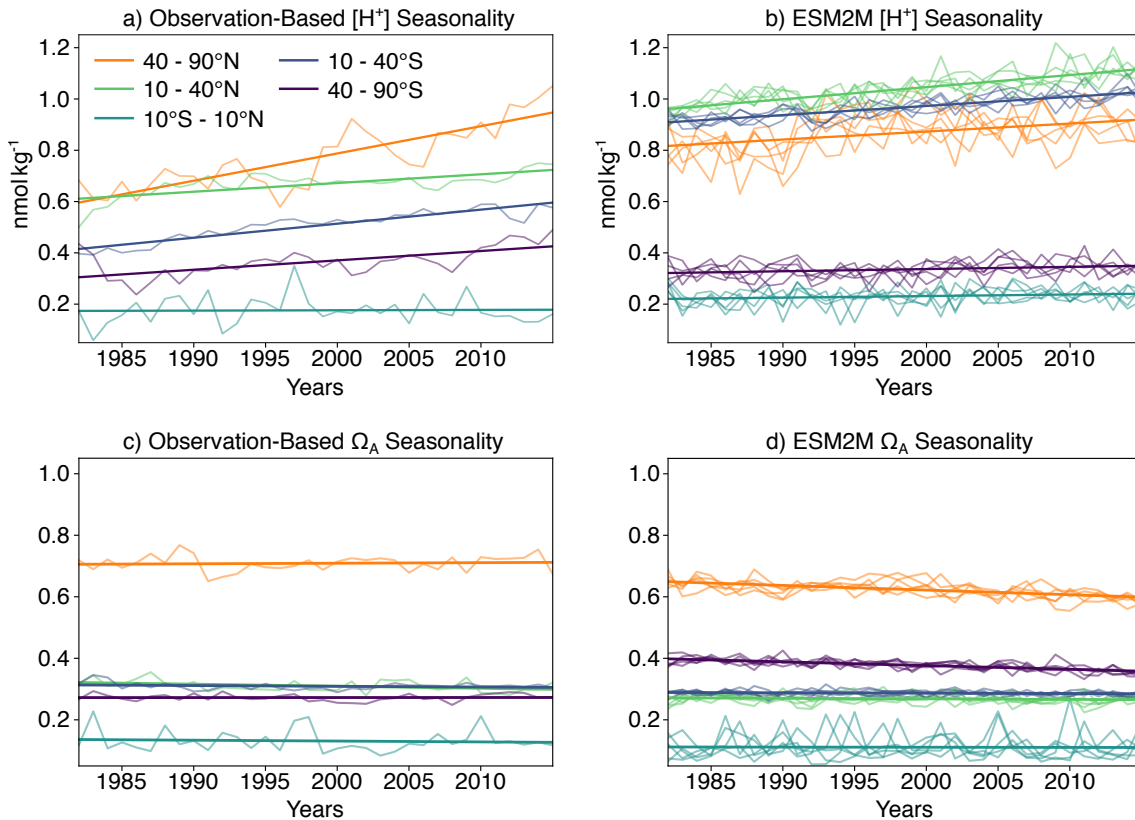 a) Observation-Based [H⁺] Seasonality
b) ESM2M [H⁺] Seasonality
1.2
1.0
0.8
0.6
0.4
0.2
nmol kg⁻¹
40 - 90°N
10 - 40°N
10°S - 10°N
10 - 40°S
40 - 90°S
1985 1990 1995 2000 2005 2010
Years
1.2
1.0
0.8
0.6
0.4
0.2
nmol kg⁻¹
1985 1990 1995 2000 2005 2010
Years
c) Observation-Based Ω_A Seasonality
d) ESM2M Ω_A Seasonality
1.0
0.8
0.6
0.4
0.2
1985 1990 1995 2000 2005 2010
Years
1.0
0.8
0.6
0.4
0.2
1985 1990 1995 2000 2005 2010
Years